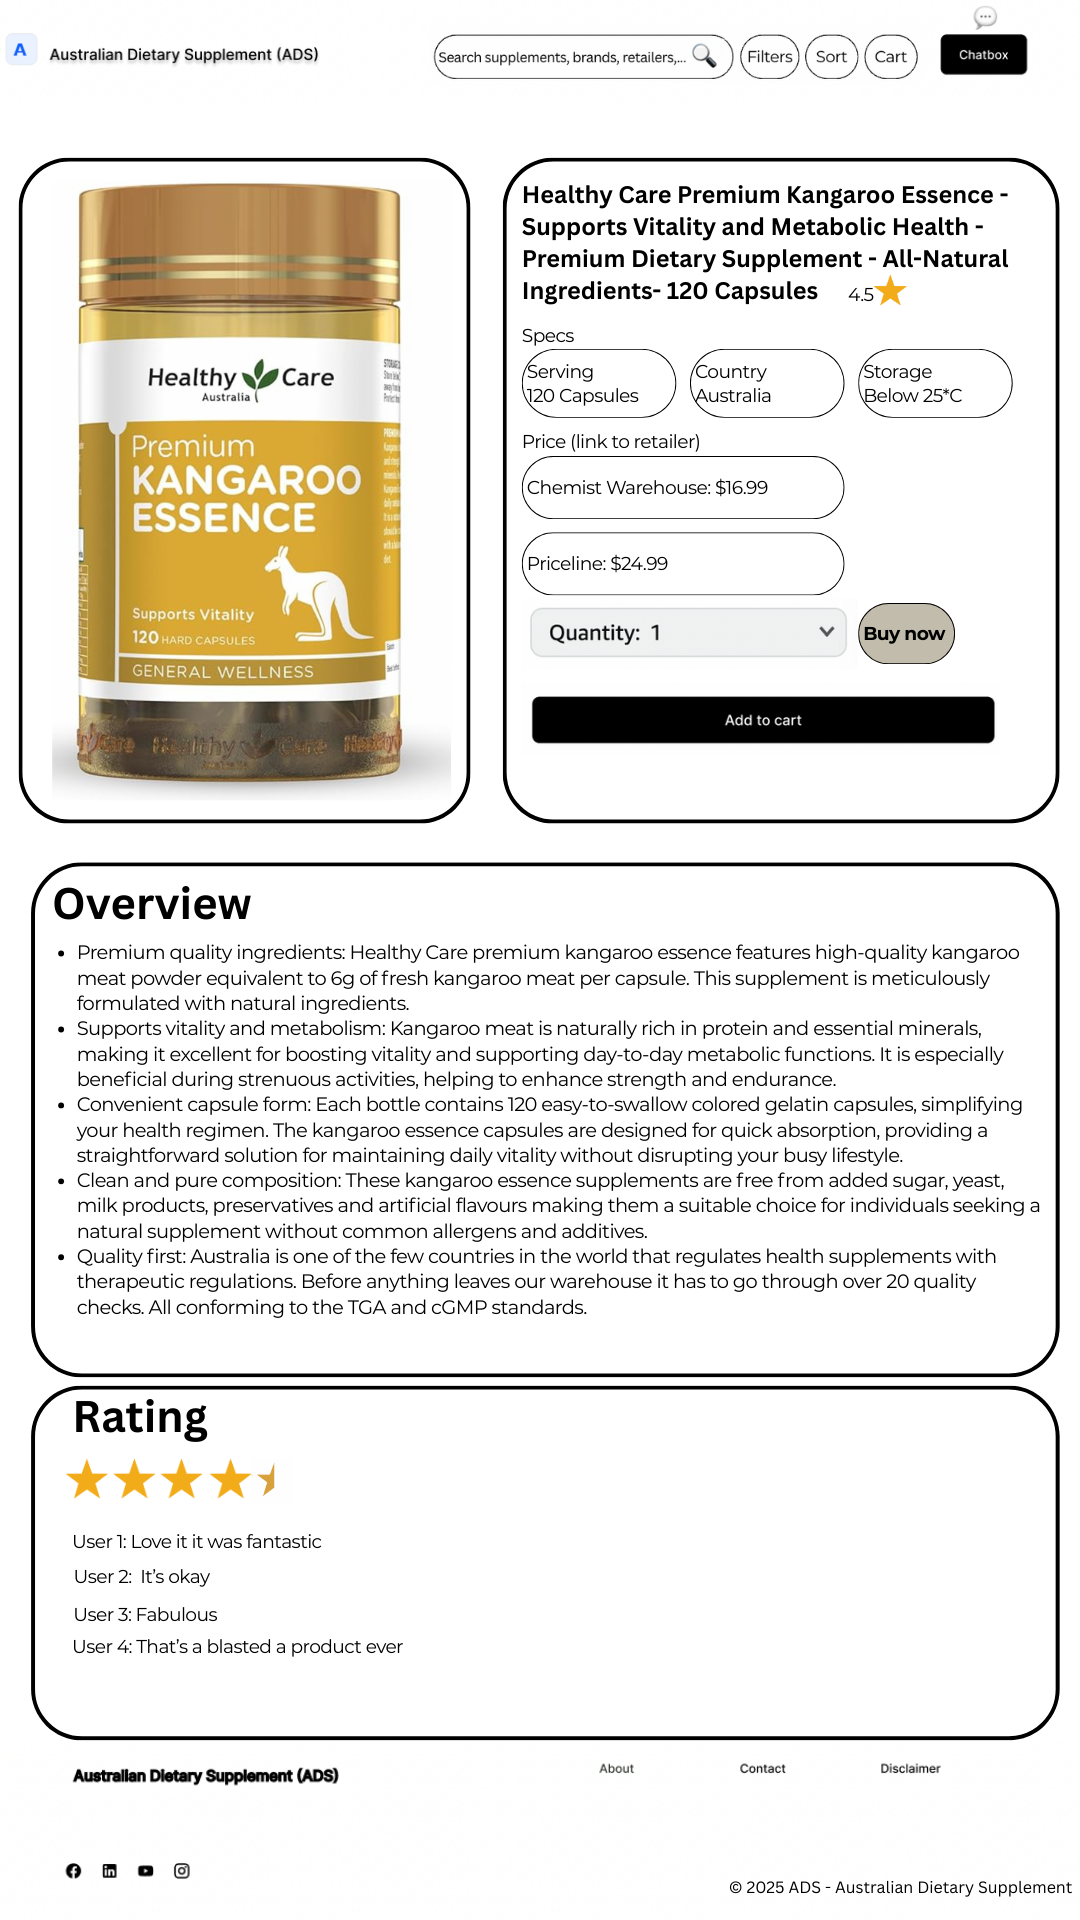 A
Australian Dietary Supplement (ADS)
Search supplements, brands, retailers,...
Filters
Sort
Cart
Chatbox
Healthy Care
Australia
Premium
KANGAROO
ESSENCE
Supports Vitality
120 HARD CAPSULES
GENERAL WELLNESS
Healthy Care
Healthy Care Premium Kangaroo Essence -
Supports Vitality and Metabolic Health -
Premium Dietary Supplement - All-Natural
Ingredients- 120 Capsules
4.5
Specs
Serving
120 Capsules
Country
Australia
Storage
Below 25*C
Price (link to retailer)
Chemist Warehouse: $16.99
Priceline: $24.99
Quantity: 1
Buy now
Add to cart
Overview
• Premium quality ingredients: Healthy Care premium kangaroo essence features high-quality kangaroo
meat powder equivalent to 6g of fresh kangaroo meat per capsule. This supplement is meticulously
formulated with natural ingredients.
• Supports vitality and metabolism: Kangaroo meat is naturally rich in protein and essential minerals,
making it excellent for boosting vitality and supporting day-to-day metabolic functions. It is especially
beneficial during strenuous activities, helping to enhance strength and endurance.
• Convenient capsule form: Each bottle contains 120 easy-to-swallow colored gelatin capsules, simplifying
your health regimen. The kangaroo essence capsules are designed for quick absorption, providing a
straightforward solution for maintaining daily vitality without disrupting your busy lifestyle.
• Clean and pure composition: These kangaroo essence supplements are free from added sugar, yeast,
milk products, preservatives and artificial flavours making them a suitable choice for individuals seeking a
natural supplement without common allergens and additives.
• Quality first: Australia is one of the few countries in the world that regulates health supplements with
therapeutic regulations. Before anything leaves our warehouse it has to go through over 20 quality
checks. All conforming to the TGA and cGMP standards.
Rating
User 1: Love it it was fantastic
User 2:  It's okay
User 3: Fabulous
User 4: That's a blasted a product ever
Australian Dietary Supplement (ADS)
About
Contact
Disclaimer
© 2025 ADS - Australian Dietary Supplement